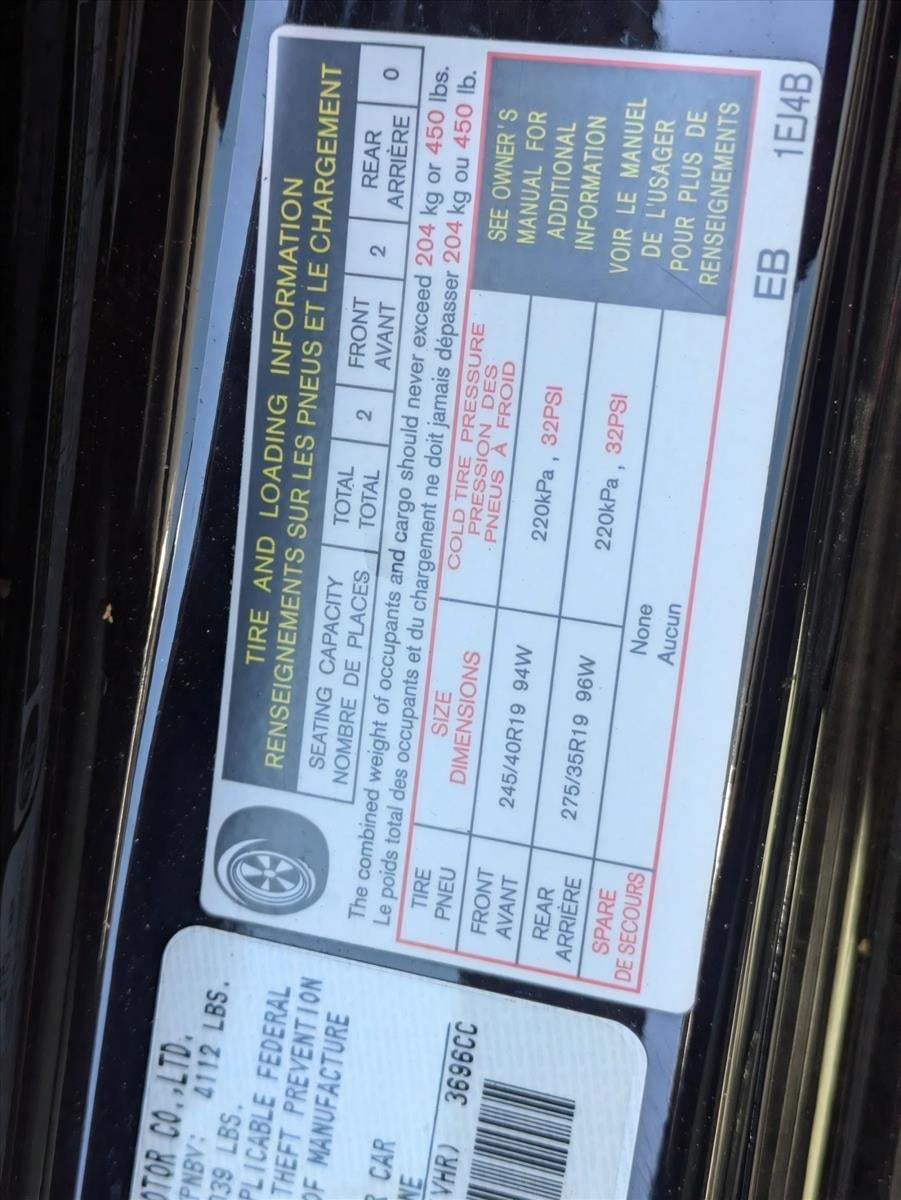 TIRE AND LOADING INFORMATION
RENSEIGNEMENTS SUR LES PNEUS ET LE CHARGEMENT
SEATING CAPACITY
NOMBRE DE PLACES
TOTAL
TOTAL
2
FRONT
AVANT
2
REAR
ARRIÈRE
0
The combined weight of occupants and cargo should never exceed 204 kg or 450 lbs.
Le poids total des occupants et du chargement ne doit jamais dépasser 204 kg ou 450 lb.
TIRE
PNEU
SIZE
DIMENSIONS
COLD TIRE PRESSURE
PRESSION DES
PNEUS À FROID
FRONT
AVANT
245/40R19 94W
220kPa, 32PSI
REAR
ARRIÈRE
275/35R19 96W
220kPa, 32PSI
SPARE
DE SECOURS
None
Aucun
SEE OWNER'S
MANUAL FOR
ADDITIONAL
INFORMATION
VOIR LE MANUEL
DE L'USAGER
POUR PLUS DE
RENSEIGNEMENTS
EB 1EJ4B
OTOR CO.,LTD.
PNBV: 4112 LBS.
039 LBS.
PLICABLE FEDERAL
THEFT PREVENTION
OF MANUFACTURE
R CAR
NE
VHR) 3696CC